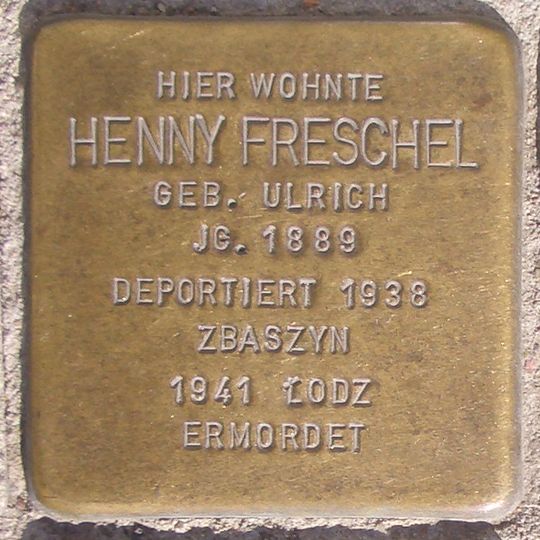 HIER WOHNTE
HENNY FRESCHEL
GEB. ULRICH
JG. 1889
DEPORTIERT 1938
ZBASZYN
1941 ŁODZ
ERMORDET